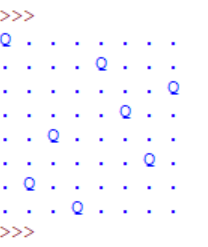 >>>
Q . . . . . . .
. . . . Q . . .
. . . . . . . Q
. . . . . Q . .
. . Q . . . . .
. . . . . . Q .
. Q . . . . . .
. . . Q . . . .
>>>